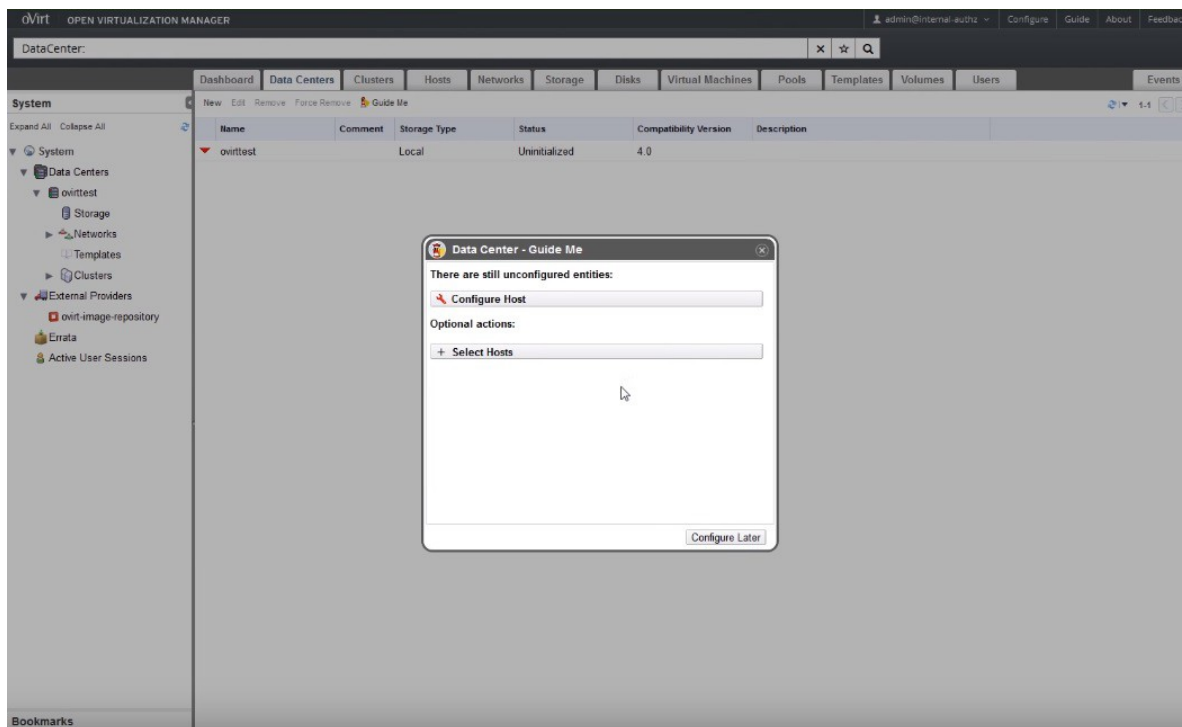 oVirt OPEN VIRTUALIZATION MANAGER
admin@internal-authz Configure Guide About Feedbac
DataCenter:
Dashboard Data Centers Clusters Hosts Networks Storage Disks Virtual Machines Pools Templates Volumes Users Events
System
New Edit Remove Force Remove Guide Me
1-1
Expand All Collapse All
Name Comment Storage Type Status Compatibility Version Description
ovirttest Local Uninitialized 4.0
System
Data Centers
ovirttest
Storage
Networks
Templates
Clusters
External Providers
ovirt-image-repository
Errata
Active User Sessions
Data Center - Guide Me
There are still unconfigured entities:
Configure Host
Optional actions:
+ Select Hosts
Configure Later
Bookmarks